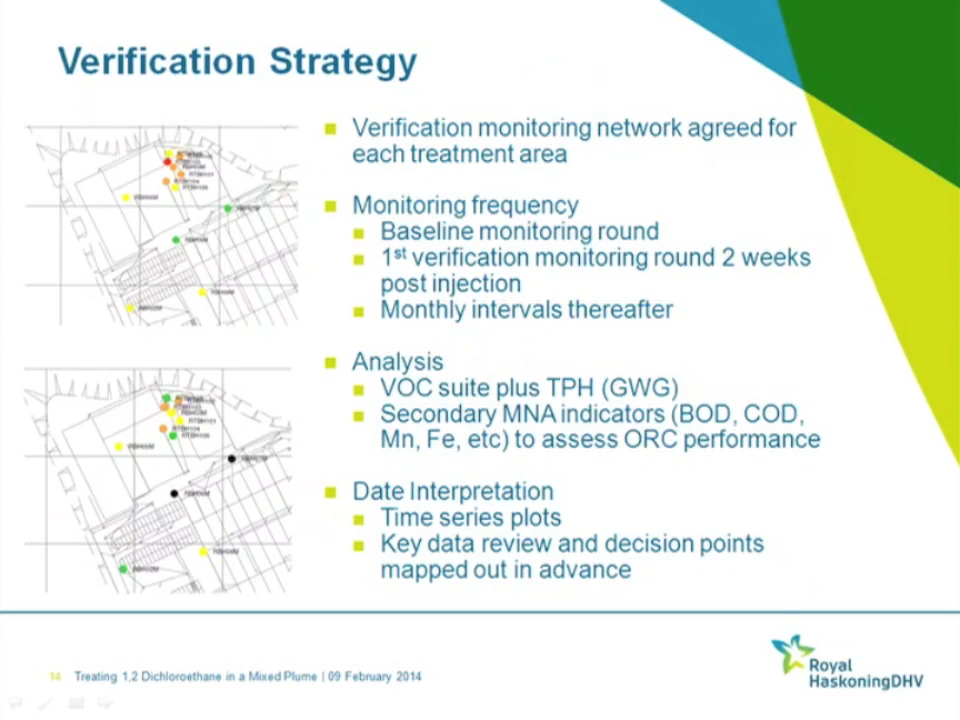 Verification Strategy
Verification monitoring network agreed for
each treatment area
Monitoring frequency
Baseline monitoring round
1st verification monitoring round 2 weeks
post injection
Monthly intervals thereafter
Analysis
VOC suite plus TPH (GWG)
Secondary MNA indicators (BOD, COD,
Mn, Fe, etc) to assess ORC performance
Date Interpretation
Time series plots
Key data review and decision points
mapped out in advance
14 Treating 1,2 Dichloroethane in a Mixed Plume | 09 February 2014
Royal
HaskoningDHV